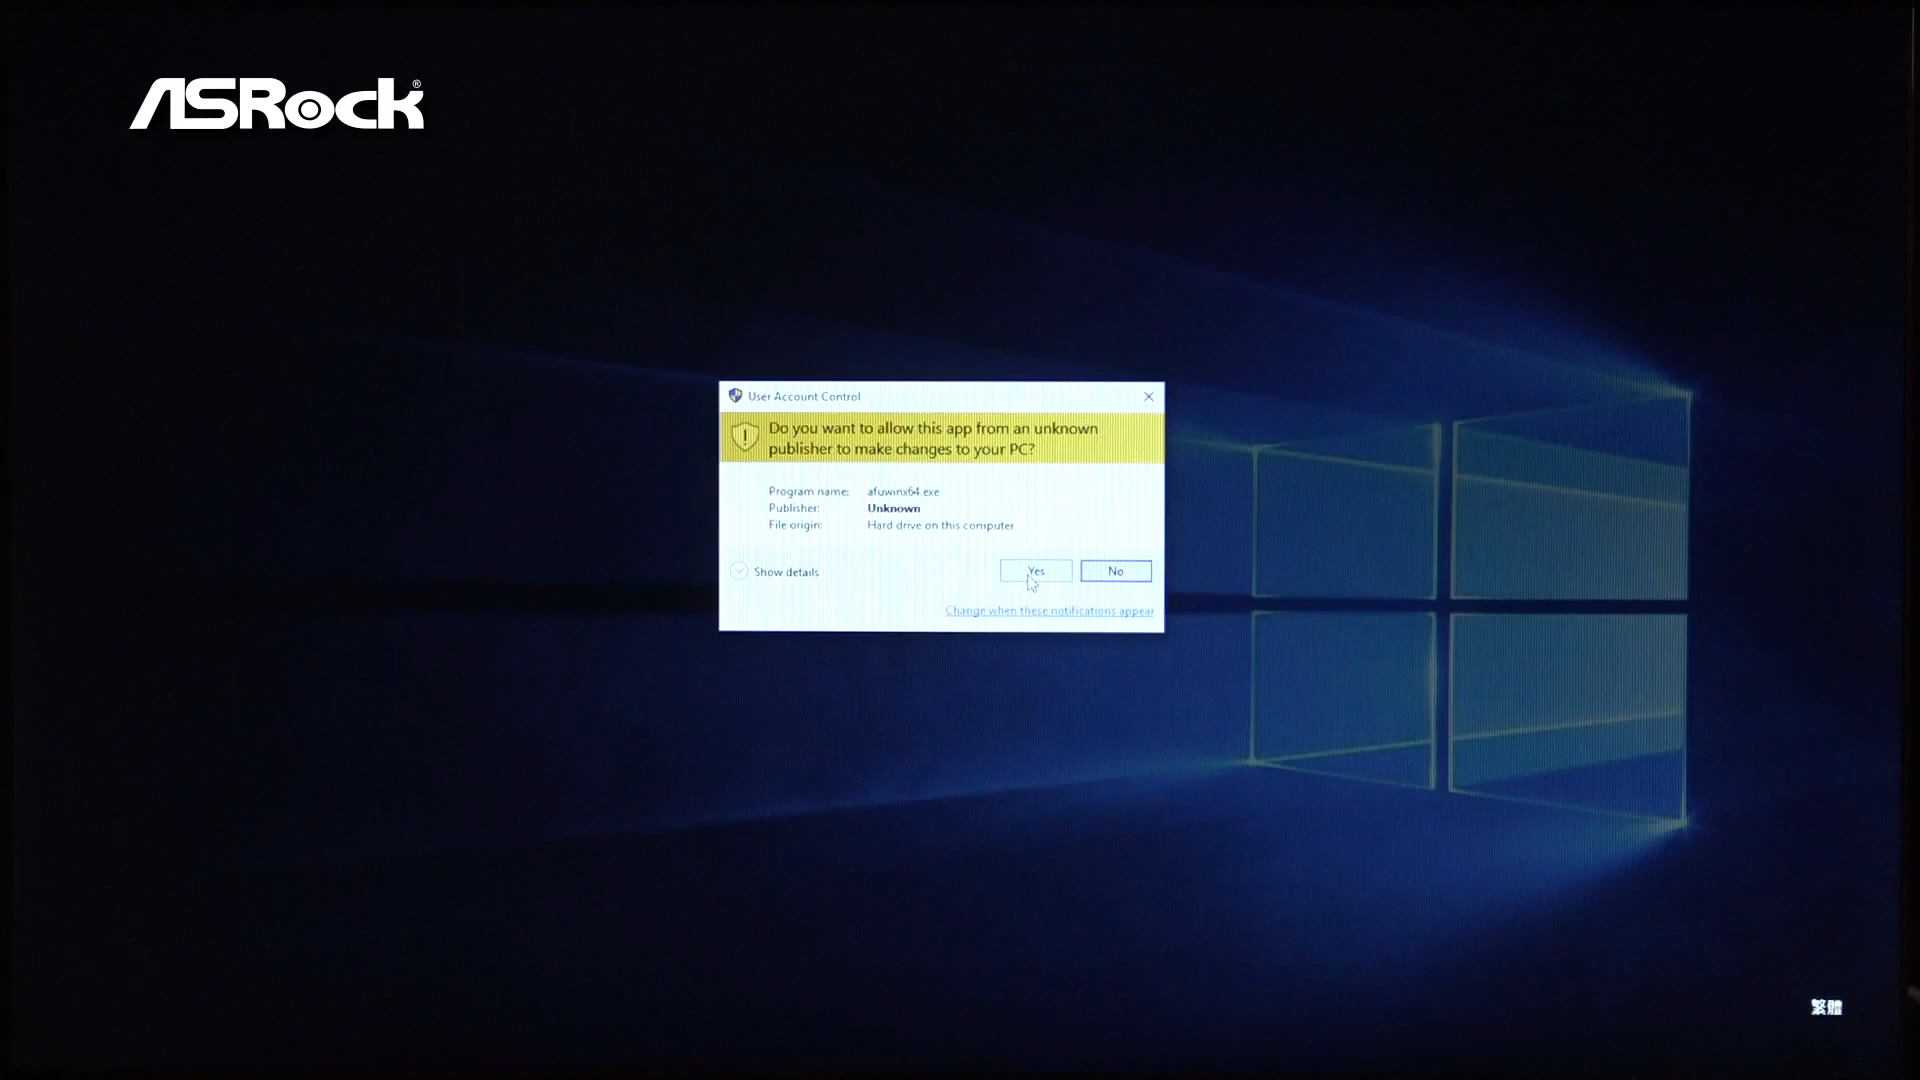 ASRock®
User Account Control
Do you want to allow this app from an unknown
publisher to make changes to your PC?
Program name: afuwinx64.exe
Publisher: Unknown
File origin: Hard drive on this computer
Show details
Yes
No
Change when these notifications appear
繁體